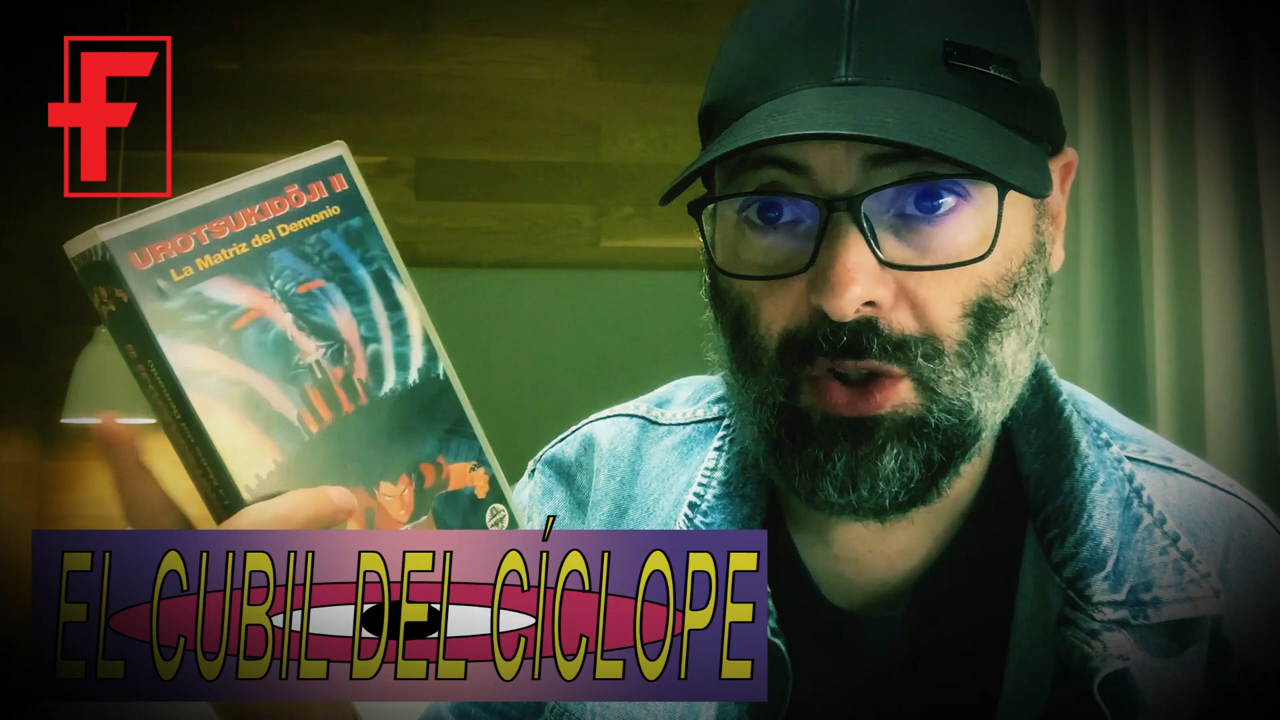 F
UROTSUKIDŌJI II
La Matriz del Demonio
EL CUBIL DEL CÍCLOPE